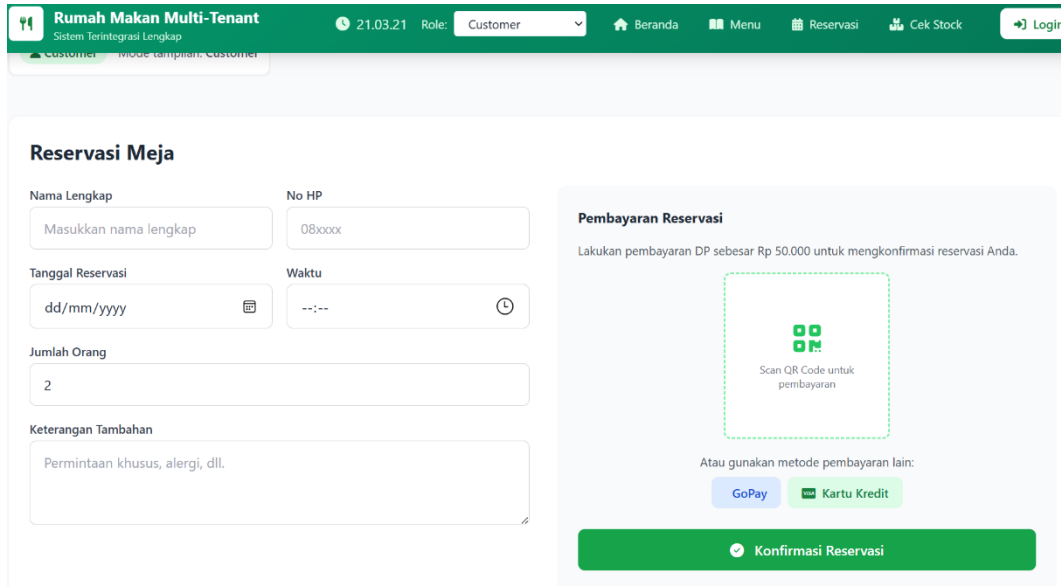 Rumah Makan Multi-Tenant
Sistem Terintegrasi Lengkap
21.03.21 Role: Customer Beranda Menu Reservasi Cek Stock Login
Customer Mode tampilan: Customer
Reservasi Meja
Nama Lengkap No HP
Masukkan nama lengkap 08xxxx
Tanggal Reservasi Waktu
dd/mm/yyyy --:--
Jumlah Orang
2
Keterangan Tambahan
Permintaan khusus, alergi, dll.
Pembayaran Reservasi
Lakukan pembayaran DP sebesar Rp 50.000 untuk mengkonfirmasi reservasi Anda.
Scan QR Code untuk
pembayaran
Atau gunakan metode pembayaran lain:
GoPay VISA Kartu Kredit
Konfirmasi Reservasi